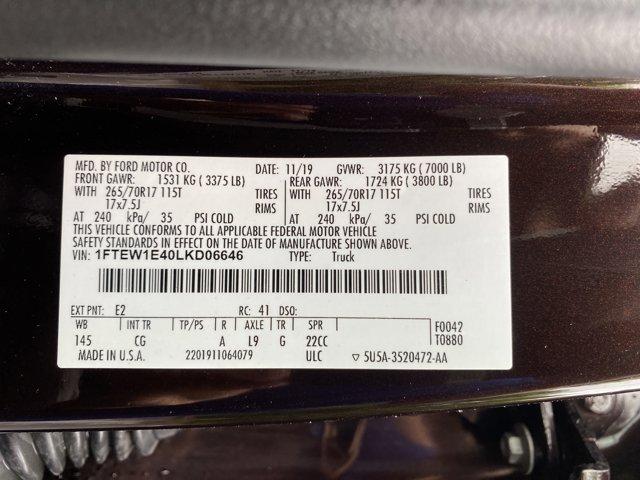 MFD. BY FORD MOTOR CO. DATE: 11/19 GVWR: 3175 KG ( 7000 LB)
FRONT GAWR: 1531 KG ( 3375 LB) REAR GAWR: 1724 KG ( 3800 LB)
WITH 265/70R17 115T TIRES WITH 265/70R17 115T TIRES
17x7.5J RIMS 17x7.5J RIMS
AT 240 kPa/ 35 PSI COLD AT 240 kPa/ 35 PSI COLD
THIS VEHICLE CONFORMS TO ALL APPLICABLE FEDERAL MOTOR VEHICLE
SAFETY STANDARDS IN EFFECT ON THE DATE OF MANUFACTURE SHOWN ABOVE.
VIN: 1FTEW1E40LKD06646 TYPE: Truck
EXT PNT: E2 RC: 41 DSO:
WB INT TR TP/PS R AXLE TR SPR F0042
145 CG A L9 G 22CC T0880
MADE IN U.S.A. 2201911064079 ULC ▽ 5U5A-3520472-AA